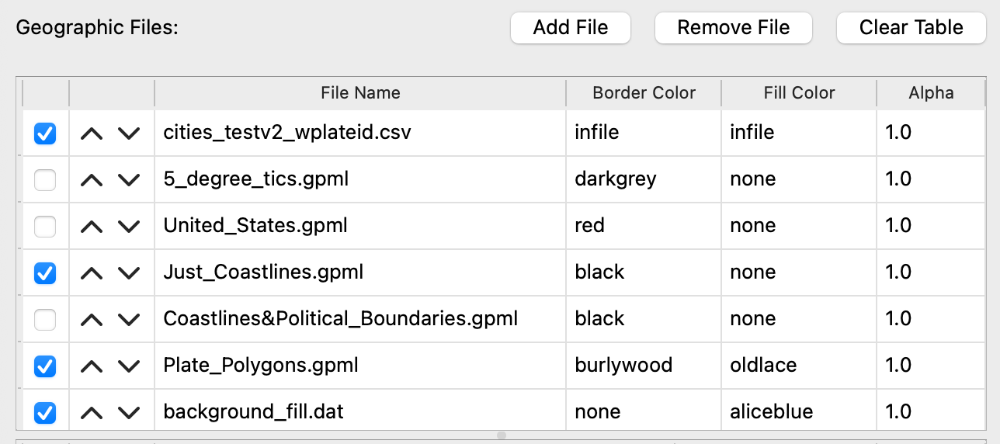 Geographic Files: Add File Remove File Clear Table
File Name Border Color Fill Color Alpha
cities_testv2_wplateid.csv infile infile 1.0
5_degree_tics.gpml darkgrey none 1.0
United_States.gpml red none 1.0
Just_Coastlines.gpml black none 1.0
Coastlines&Political_Boundaries.gpml black none 1.0
Plate_Polygons.gpml burlywood oldlace 1.0
background_fill.dat none aliceblue 1.0